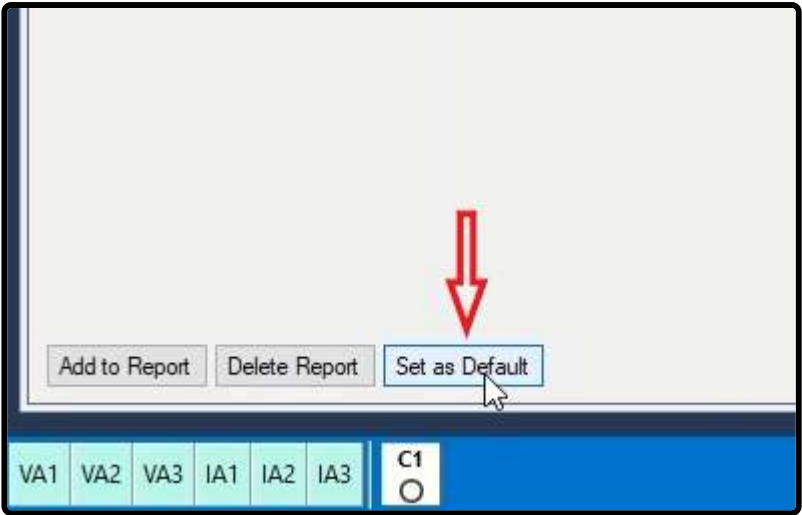 Add to Report Delete Report Set as Default
VA1 VA2 VA3 IA1 IA2 IA3 C1